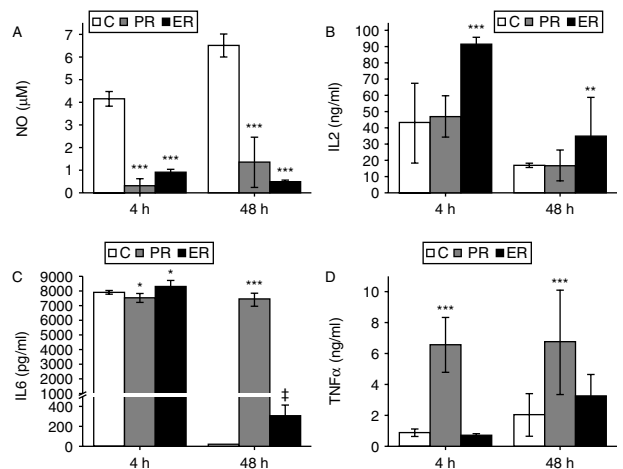 C PR ER
A
7
6
5
4
3
2
1
0
NO (μM)
***
***
***
***
4 h
48 h
C PR ER
B
100
90
80
70
60
50
40
30
20
10
0
IL2 (ng/ml)
***
**
4 h
48 h
C PR ER
C
9000
8000
7000
6000
5000
4000
3000
2000
1000
400
200
0
IL6 (pg/ml)
*
*
***
‡
4 h
48 h
C PR ER
D
10
8
6
4
2
0
TNFα (ng/ml)
***
***
4 h
48 h